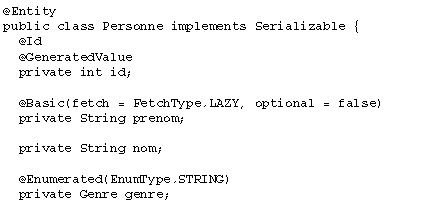 @Entity
public class Personne implements Serializable {
@Id
@GeneratedValue
private int id;
@Basic(fetch = FetchType.LAZY, optional = false)
private String prenom;
private String nom;
@Enumerated(EnumType.STRING)
private Genre genre;